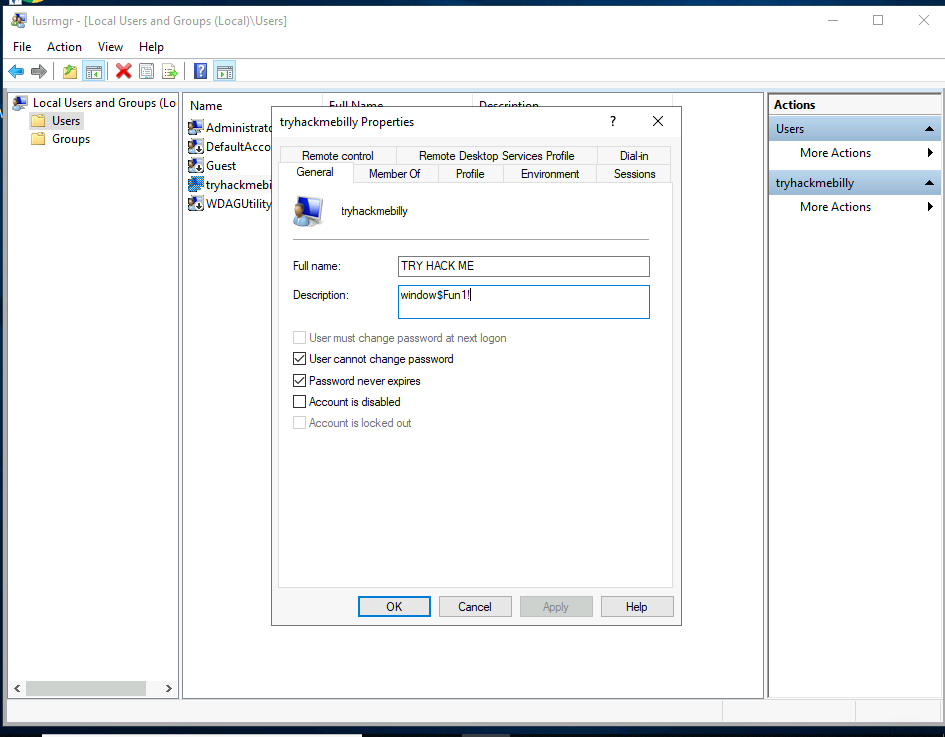 lusrmgr - [Local Users and Groups (Local)\Users]
File Action View Help
Local Users and Groups (Lo
Users
Groups
Name Full Name Description
Administrato
DefaultAcco
Guest
tryhackmebi
WDAGUtility
tryhackmebilly Properties
?
Remote control Remote Desktop Services Profile Dial-in
General Member Of Profile Environment Sessions
tryhackmebilly
Full name: TRY HACK ME
Description: window$Fun1!
User must change password at next logon
User cannot change password
Password never expires
Account is disabled
Account is locked out
OK Cancel Apply Help
Actions
Users
More Actions
tryhackmebilly
More Actions